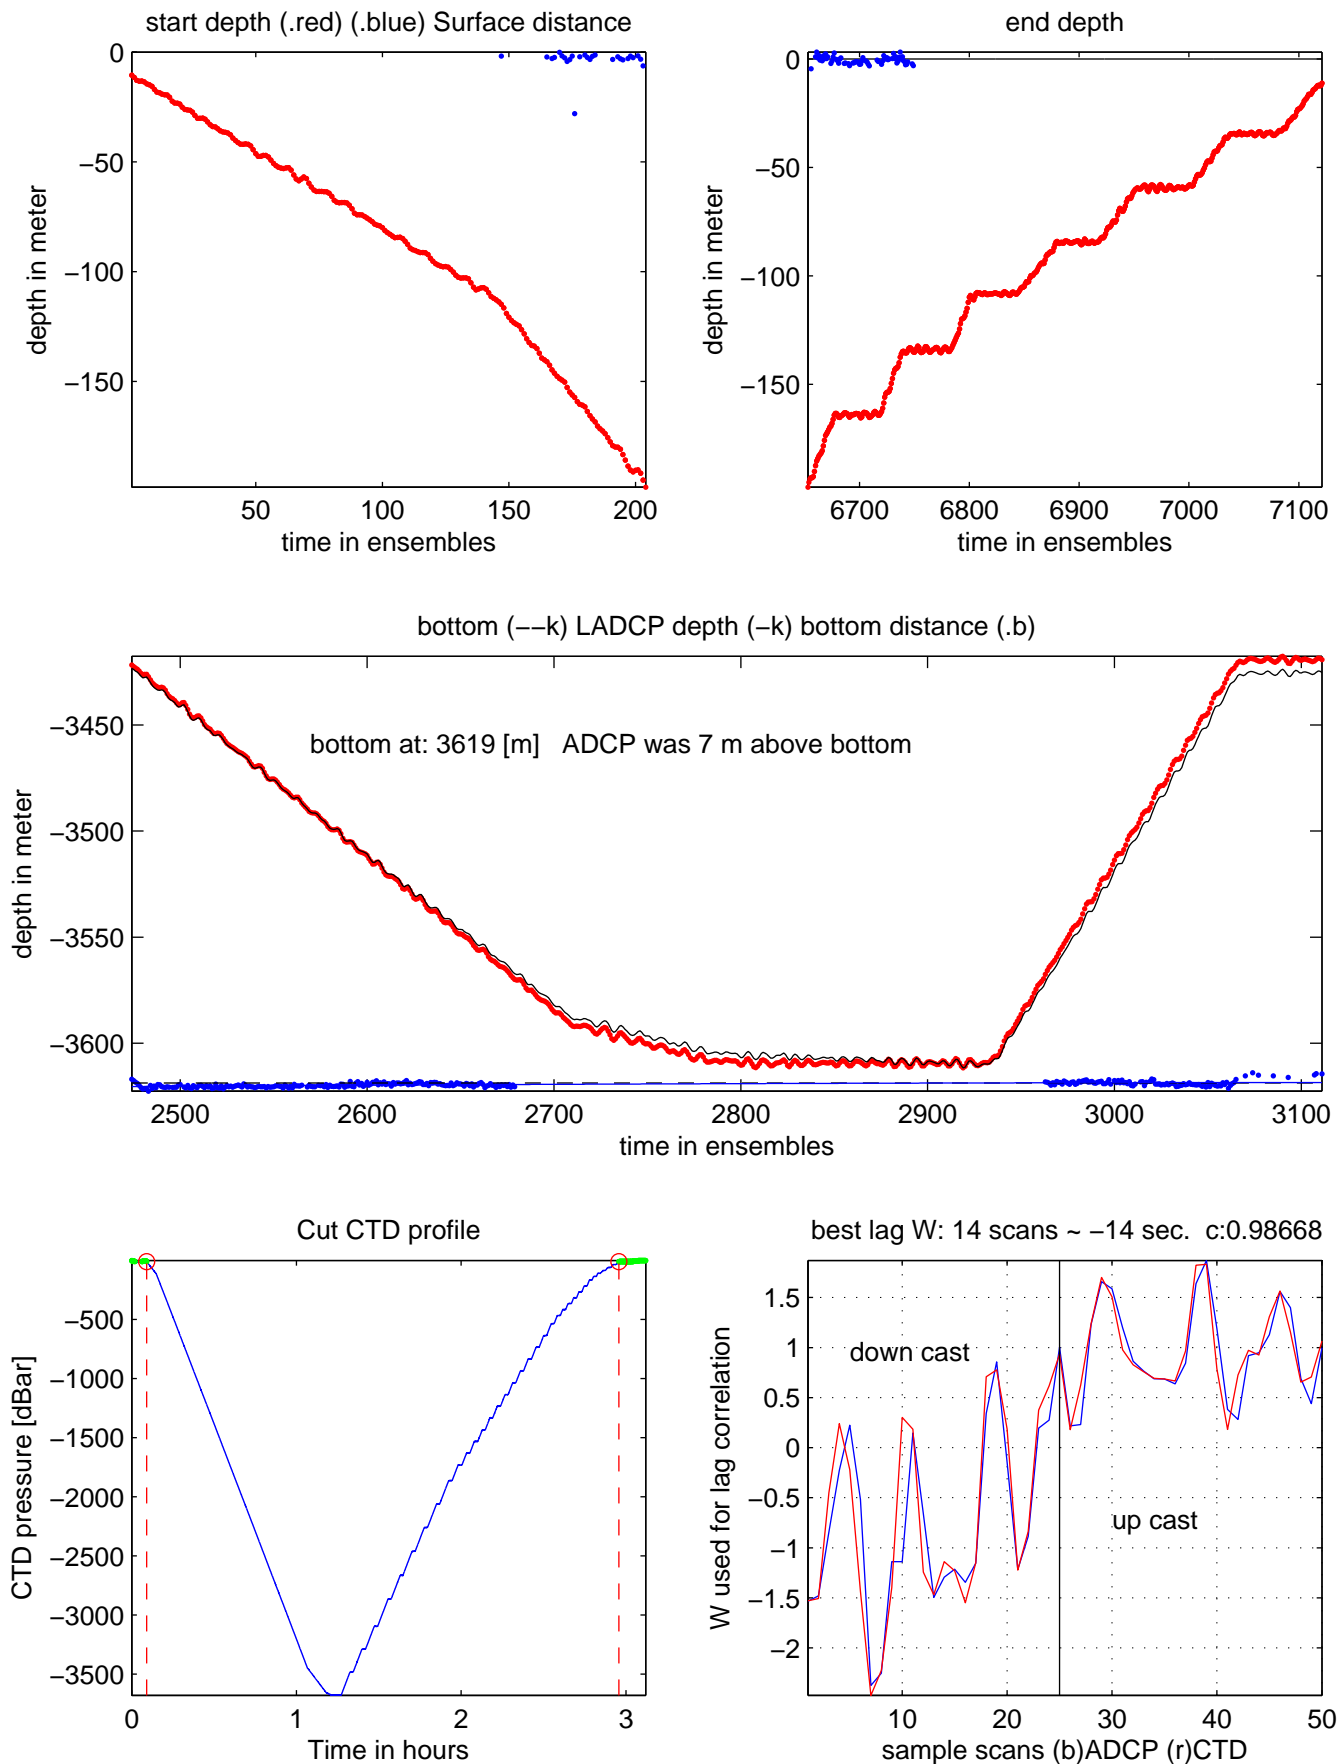 start depth (.red) (.blue) Surface distance
0
−50
−100
−150
depth in meter
50
100
150
200
time in ensembles
end depth
0
−50
−100
−150
depth in meter
6700
6800
6900
7000
7100
time in ensembles
bottom (−−k) LADCP depth (−k) bottom distance (.b)
bottom at: 3619 [m]   ADCP was 7 m above bottom
−3450
−3500
−3550
−3600
depth in meter
2500
2600
2700
2800
2900
3000
3100
time in ensembles
Cut CTD profile
−500
−1000
−1500
−2000
−2500
−3000
−3500
CTD pressure [dBar]
0
1
2
3
Time in hours
best lag W: 14 scans ~ −14 sec.  c:0.98668
1.5
1
0.5
0
−0.5
−1
−1.5
−2
W used for lag correlation
down cast
up cast
10
20
30
40
50
sample scans (b)ADCP (r)CTD